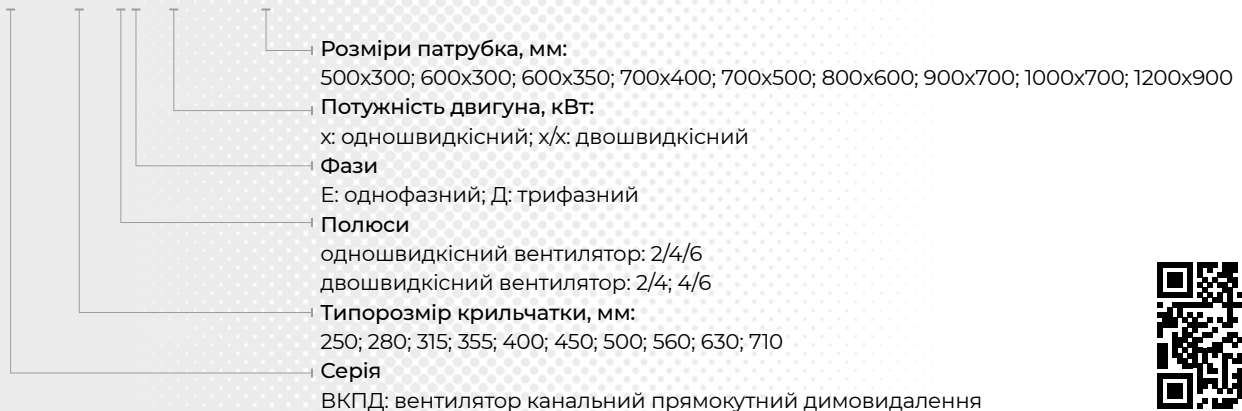 Розміри патрубка, мм:
500х300; 600х300; 600х350; 700х400; 700х500; 800х600; 900х700; 1000х700; 1200х900
Потужність двигуна, кВт:
х: одношвидкісний; х/х: двошвидкісний
Фази
Е: однофазний; Д: трифазний
Полюси
одношвидкісний вентилятор: 2/4/6
двошвидкісний вентилятор: 2/4; 4/6
Типорозмір крильчатки, мм:
250; 280; 315; 355; 400; 450; 500; 560; 630; 710
Серія
ВКПД: вентилятор канальний прямокутний димовидалення